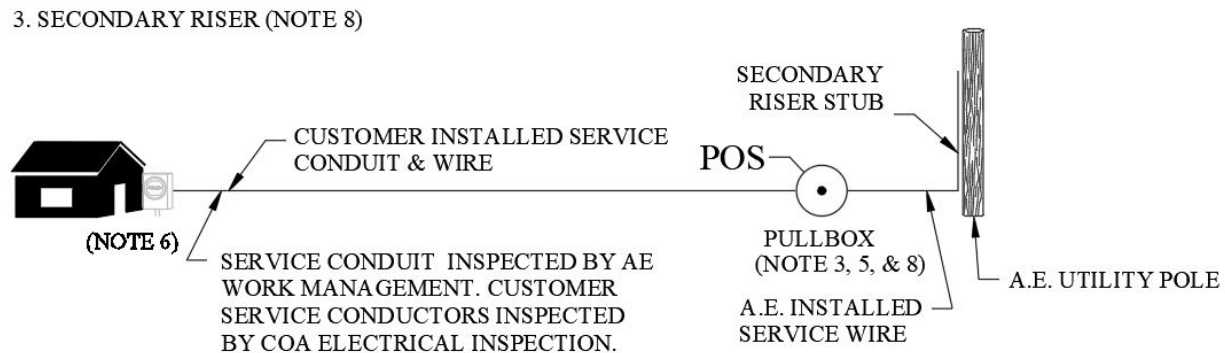 3. SECONDARY RISER (NOTE 8)
SECONDARY
RISER STUB
CUSTOMER INSTALLED SERVICE
CONDUIT & WIRE
POS
(NOTE 6)
SERVICE CONDUIT INSPECTED BY AE
WORK MANAGEMENT. CUSTOMER
SERVICE CONDUCTORS INSPECTED
BY COA ELECTRICAL INSPECTION.
PULLBOX
(NOTE 3, 5, & 8)
A.E. INSTALLED
SERVICE WIRE
A.E. UTILITY POLE